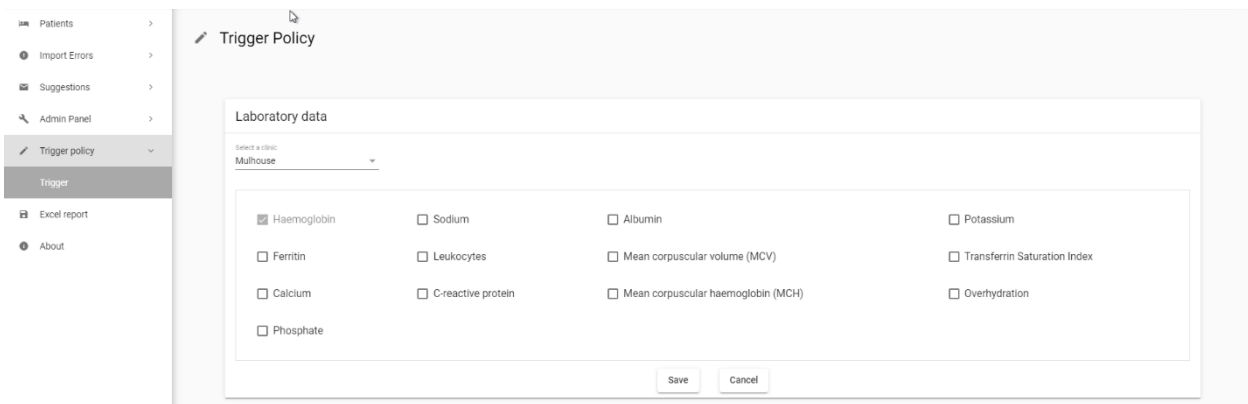 Patients
Import Errors
Suggestions
Admin Panel
Trigger policy
Trigger
Excel report
About
Trigger Policy
Laboratory data
Select a clinic
Mulhouse
Haemoglobin Sodium Albumin Potassium
Ferritin Leukocytes Mean corpuscular volume (MCV) Transferrin Saturation Index
Calcium C-reactive protein Mean corpuscular haemoglobin (MCH) Overhydration
Phosphate
Save Cancel